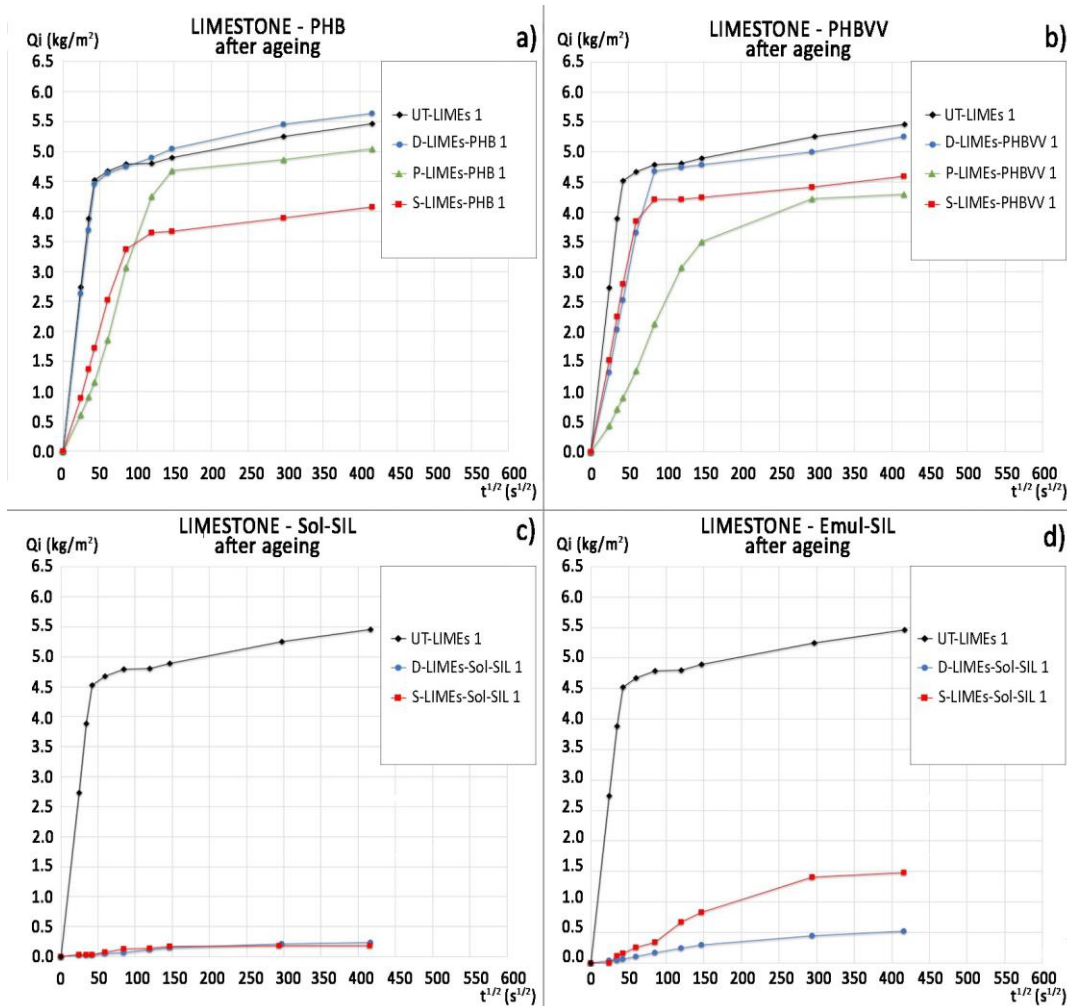 LIMESTONE - PHB
after ageing
a)
Qi (kg/m²)
6.5
6.0
5.5
5.0
4.5
4.0
3.5
3.0
2.5
2.0
1.5
1.0
0.5
0.0
UT-LIMEs 1
D-LIMEs-PHB 1
P-LIMEs-PHB 1
S-LIMEs-PHB 1
0 50 100 150 200 250 300 350 400 450 500 550 600
t^1/2 (s^1/2)
LIMESTONE - PHBVV
after ageing
b)
Qi (kg/m²)
6.5
6.0
5.5
5.0
4.5
4.0
3.5
3.0
2.5
2.0
1.5
1.0
0.5
0.0
UT-LIMEs 1
D-LIMEs-PHBVV 1
P-LIMEs-PHBVV 1
S-LIMEs-PHBVV 1
0 50 100 150 200 250 300 350 400 450 500 550 600
t^1/2 (s^1/2)
LIMESTONE - Sol-SIL
after ageing
c)
Qi (kg/m²)
6.5
6.0
5.5
5.0
4.5
4.0
3.5
3.0
2.5
2.0
1.5
1.0
0.5
0.0
UT-LIMEs 1
D-LIMEs-Sol-SIL 1
S-LIMEs-Sol-SIL 1
0 50 100 150 200 250 300 350 400 450 500 550 600
t^1/2 (s^1/2)
LIMESTONE - Emul-SIL
after ageing
d)
Qi (kg/m²)
6.5
6.0
5.5
5.0
4.5
4.0
3.5
3.0
2.5
2.0
1.5
1.0
0.5
0.0
UT-LIMEs 1
D-LIMEs-Sol-SIL 1
S-LIMEs-Sol-SIL 1
0 50 100 150 200 250 300 350 400 450 500 550 600
t^1/2 (s^1/2)